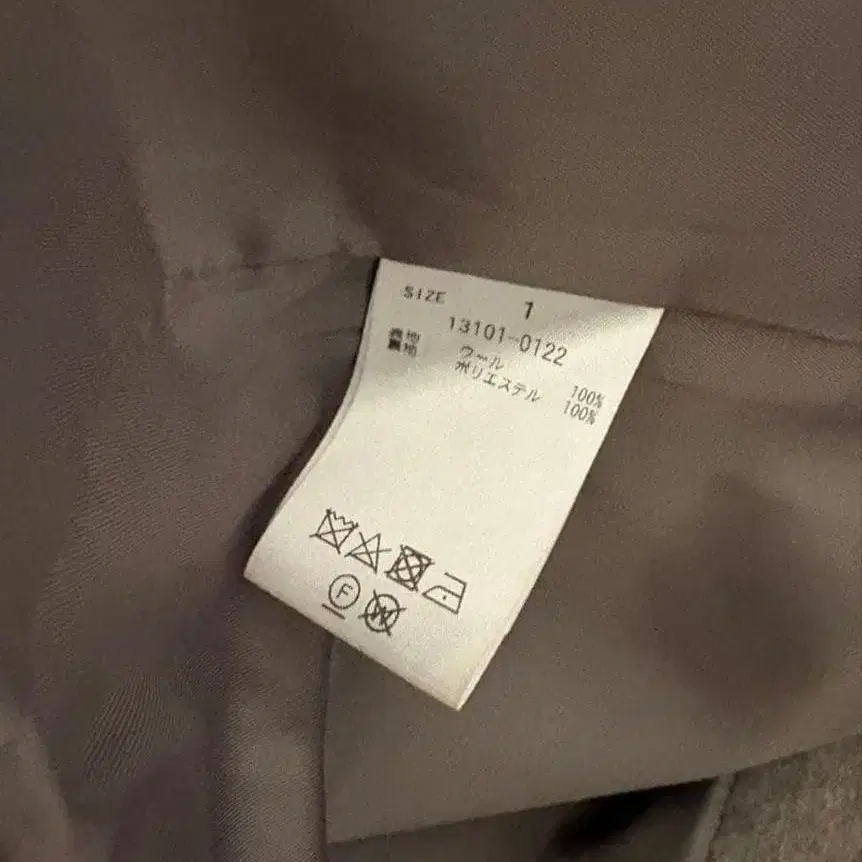 SIZE 1
13101-0122
表地 ウール 100%
裏地 ポリエステル 100%
F
W